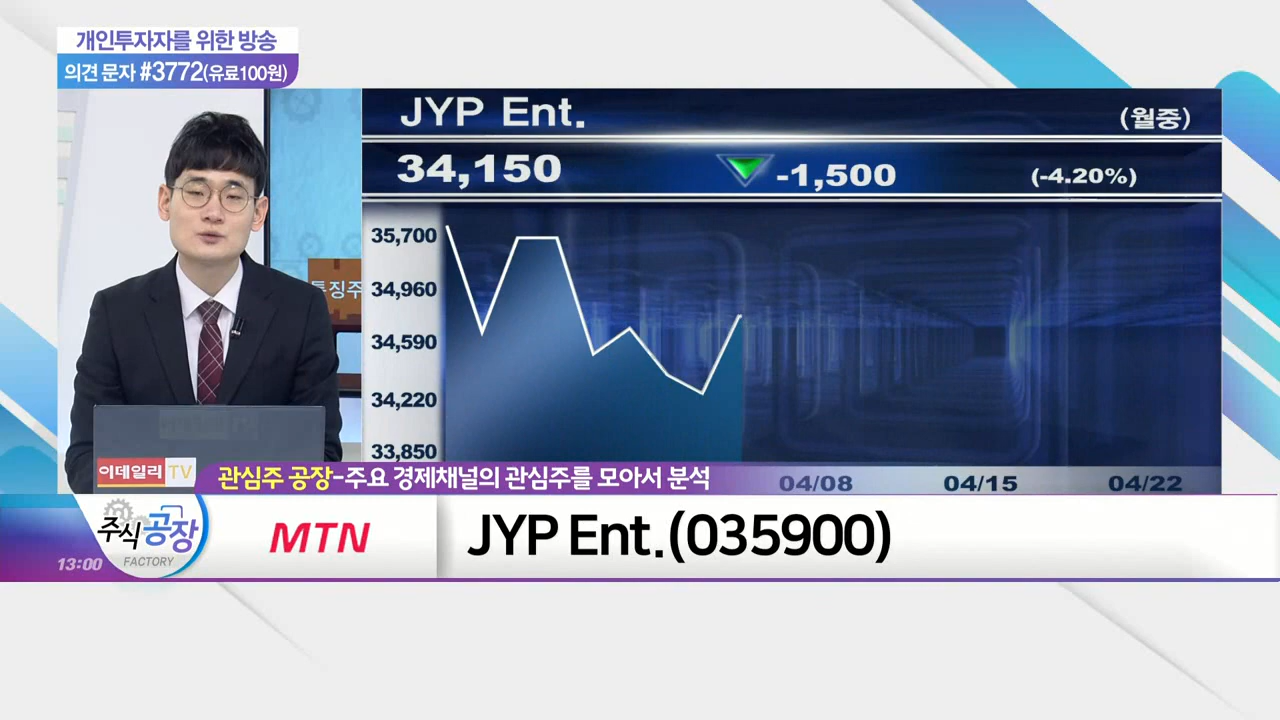 개인투자자를 위한 방송
의견 문자 #3772(유료100원)
JYP Ent.
(월중)
34,150
-1,500
(-4.20%)
35,700
34,960
34,590
34,220
33,850
특징주
04/08
04/15
04/22
이데일리TV
관심주 공장-주요 경제채널의 관심주를 모아서 분석
주식공장
FACTORY
13:00
MTN
JYP Ent.(035900)